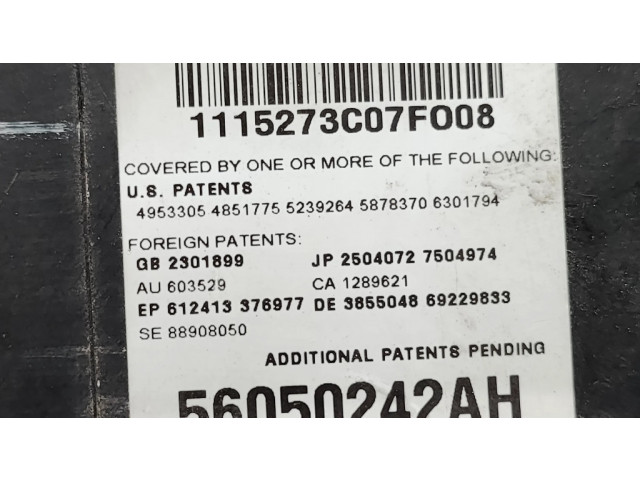 1115273C07FO08
COVERED BY ONE OR MORE OF THE FOLLOWING:
U.S. PATENTS
4953305 4851775 5239264 5878370 6301794
FOREIGN PATENTS:
GB 2301899 JP 2504072 7504974
AU 603529 CA 1289621
EP 612413 376977 DE 3855048 69229833
SE 88908050
ADDITIONAL PATENTS PENDING
56050242AH